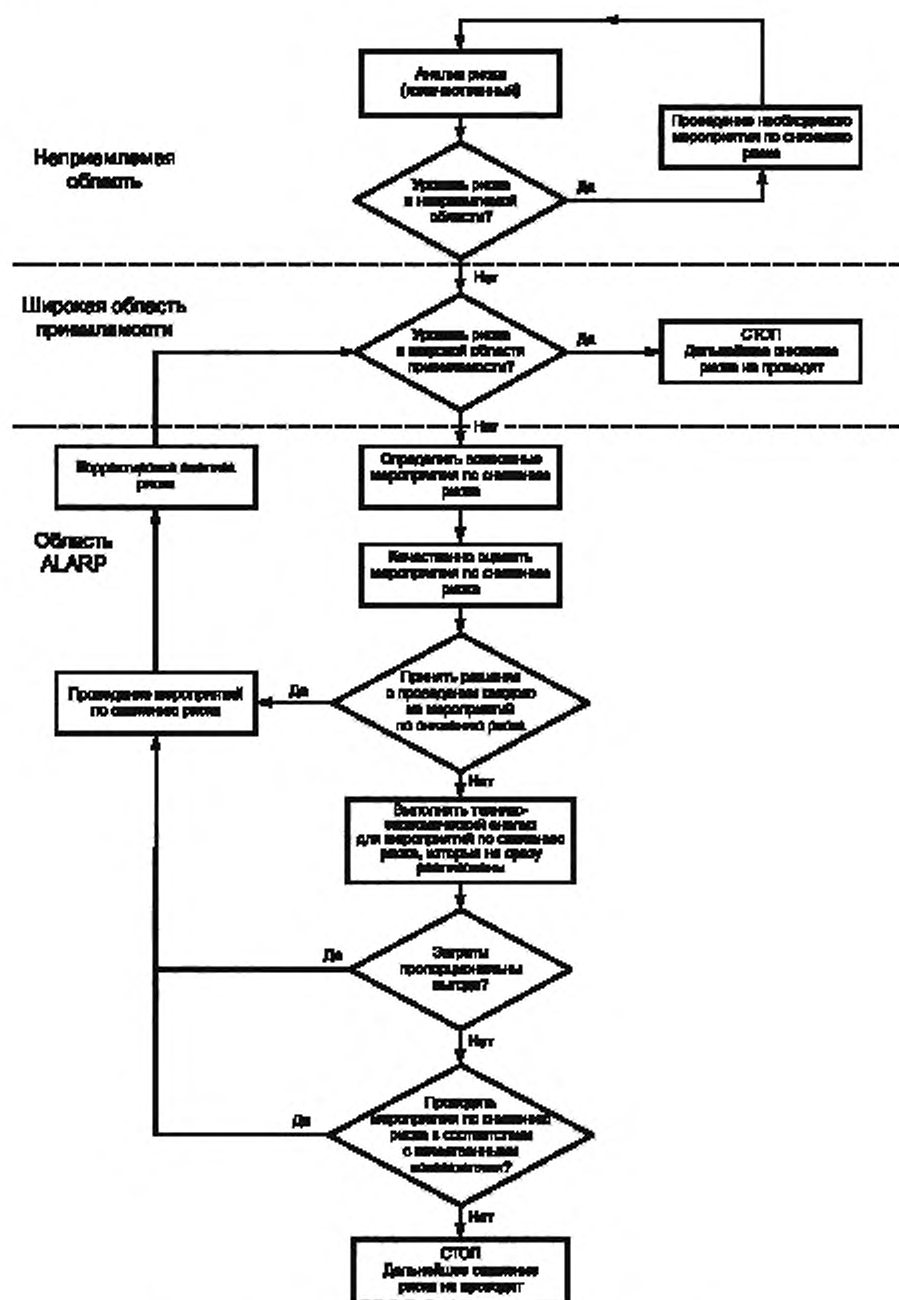 Анализ риска
(количественный)
Проведение необходимого
мероприятия по снижению
риска
Неприемлемая
область
Уровень риска
в неприемлемой
области?
Да
Нет
Широкая область
приемлемости
Уровень риска
в широкой области
приемлемости?
Да
СТОП
Дальнейшее снижение
риска не проводят
Нет
Корректировка анализа
риска
Определить возможные
мероприятия по снижению
риска
Область
ALARP
Качественно оценить
мероприятия по снижению
риска
Проведение мероприятий
по снижению риска
Да
Принять решение
о проведении каждого
из мероприятий
по снижению риска
Нет
Выполнить технико-
экономический анализ
для мероприятий по снижению
риска, которые не сразу
реализованы
Да
Затраты
пропорциональны
выгоде?
Нет
Да
Проводить
мероприятия по снижению
риска в соответствии
с качественными
Нет
СТОП
Дальнейшее снижение
риска не проводят